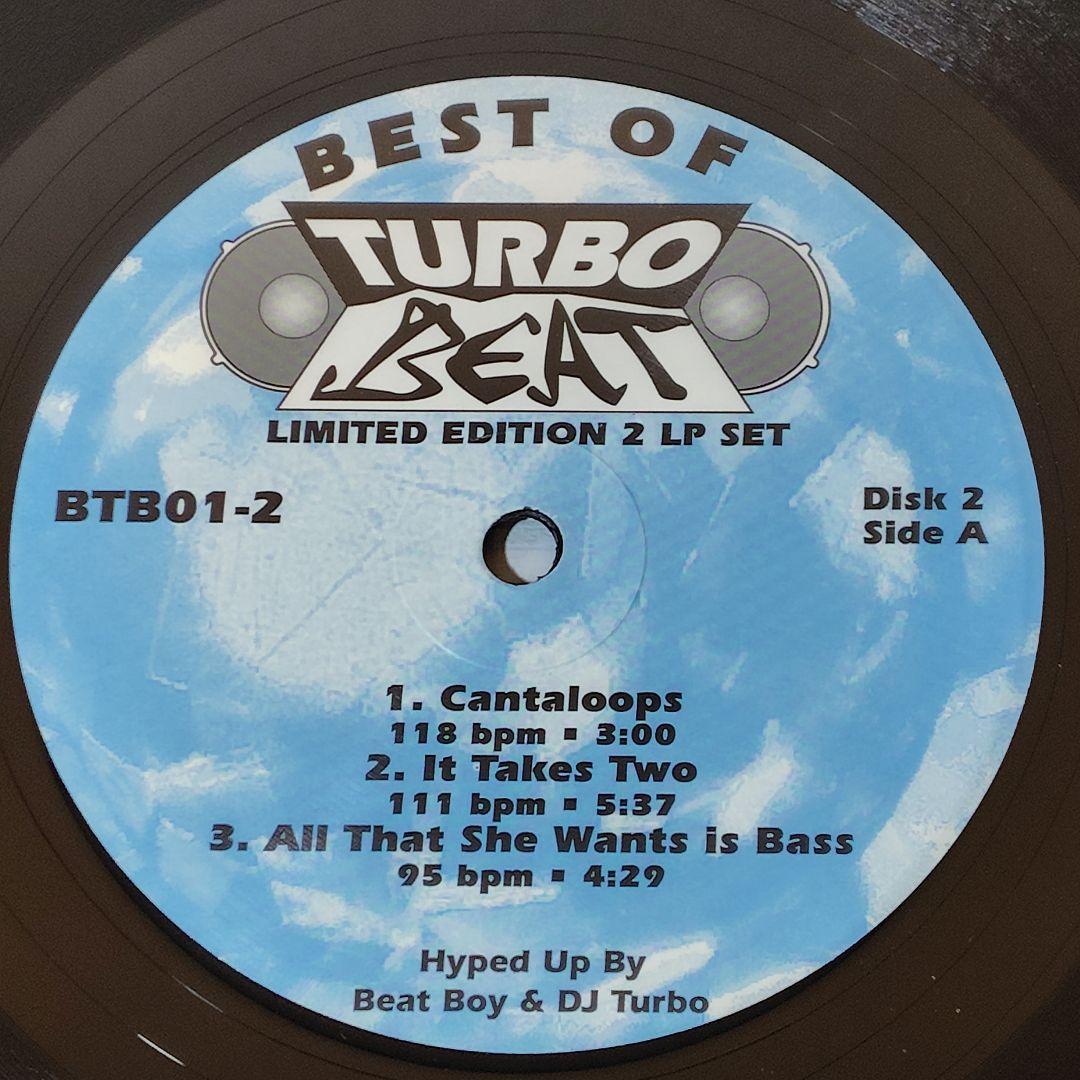 BEST OF
TURBO
BEAT
LIMITED EDITION 2 LP SET
BTB01-2
Disk 2
Side A
1. Cantaloops
118 bpm ▪ 3:00
2. It Takes Two
111 bpm ▪ 5:37
3. All That She Wants is Bass
95 bpm ▪ 4:29
Hyped Up By
Beat Boy & DJ Turbo